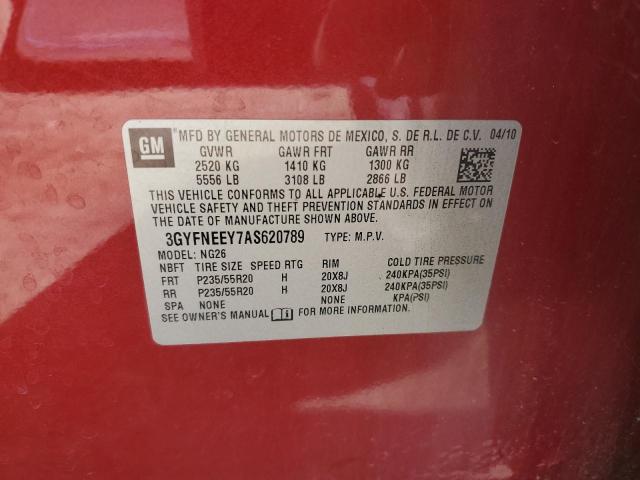 GM
MFD BY GENERAL MOTORS DE MEXICO, S. DE R.L. DE C.V. 04/10
GVWR GAWR FRT GAWR RR
2520 KG 1410 KG 1300 KG
5556 LB 3108 LB 2866 LB
THIS VEHICLE CONFORMS TO ALL APPLICABLE U.S. FEDERAL MOTOR
VEHICLE SAFETY AND THEFT PREVENTION STANDARDS IN EFFECT ON
THE DATE OF MANUFACTURE SHOWN ABOVE.
3GYFNEEY7AS620789 TYPE: M.P.V.
MODEL: NG26
NBFT TIRE SIZE SPEED RTG RIM COLD TIRE PRESSURE
FRT P235/55R20 H 20X8J 240KPA(35PSI)
RR P235/55R20 H 20X8J 240KPA(35PSI)
SPA NONE NONE KPA(PSI)
SEE OWNER'S MANUAL FOR MORE INFORMATION.